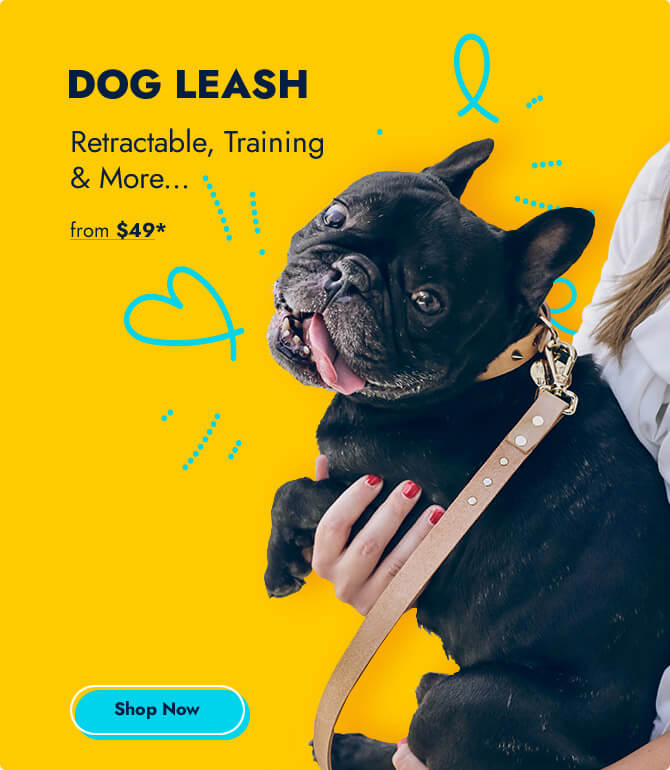 DOG LEASH
Retractable, Training
& More...
from $49*
Shop Now